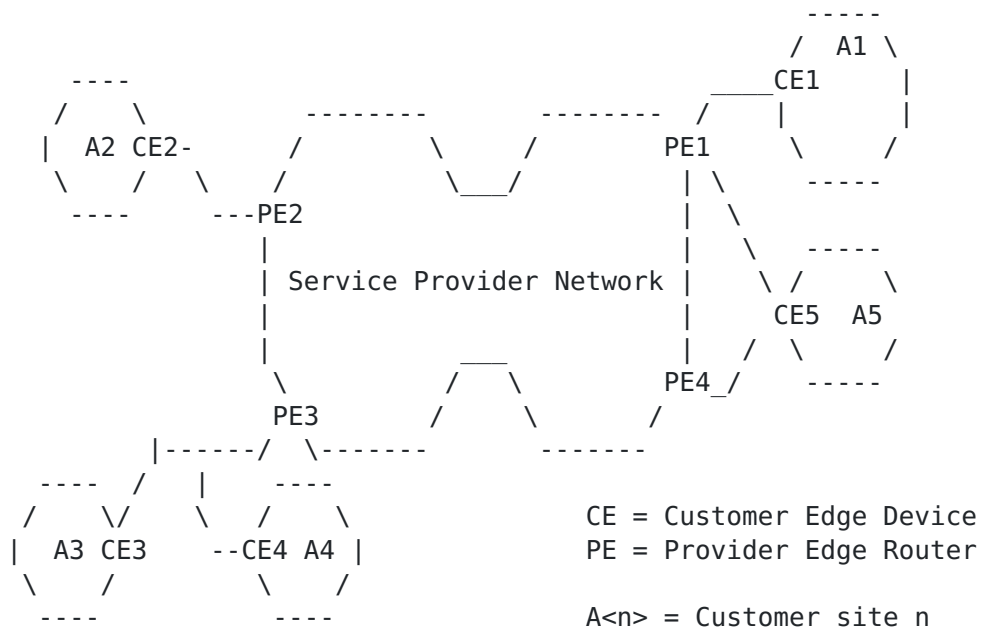 A1
CE1
A2 CE2
PE1
PE2
Service Provider Network
CE5 A5
PE4
PE3
CE = Customer Edge Device
A3 CE3 CE4 A4 PE = Provider Edge Router
A<n> = Customer site n